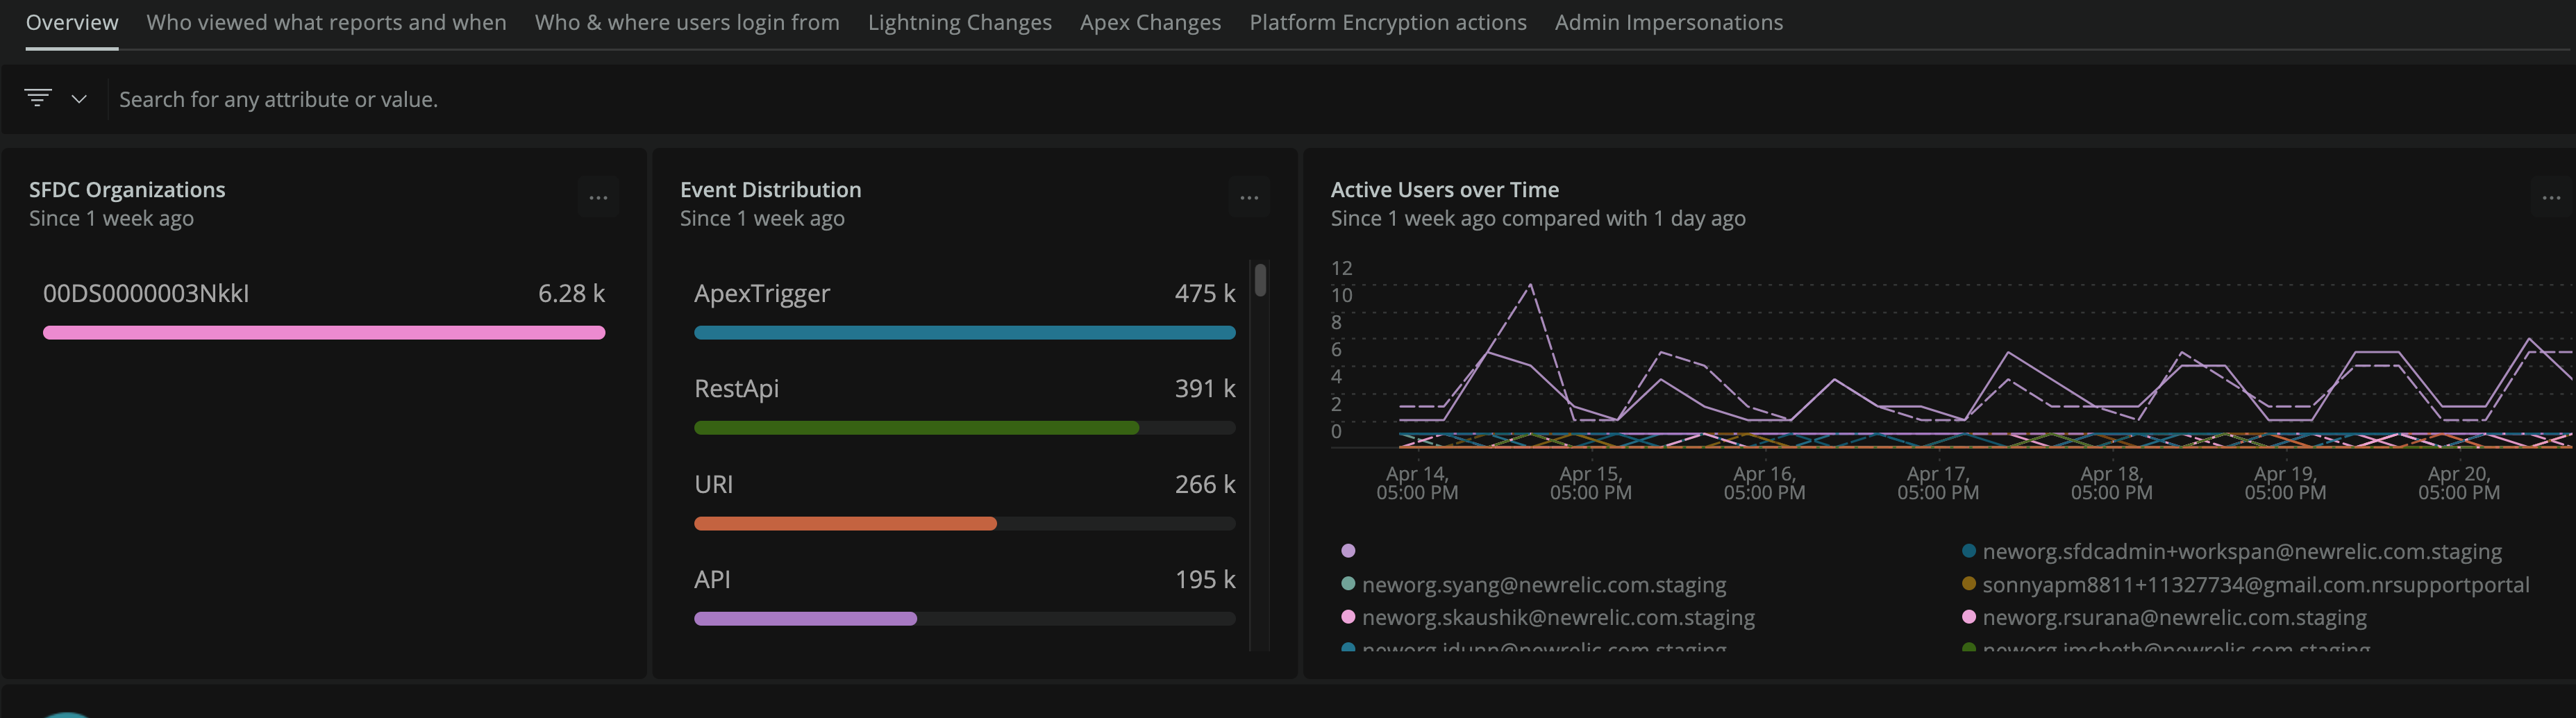 Overview Who viewed what reports and when Who & where users login from Lightning Changes Apex Changes Platform Encryption actions Admin Impersonations
Search for any attribute or value.
SFDC Organizations
Since 1 week ago
00DS0000003NkkI 6.28 k
Event Distribution
Since 1 week ago
ApexTrigger 475 k
RestApi 391 k
URI 266 k
API 195 k
Active Users over Time
Since 1 week ago compared with 1 day ago
12
10
8
6
4
2
0
Apr 14, Apr 15, Apr 16, Apr 17, Apr 18, Apr 19, Apr 20,
05:00 PM 05:00 PM 05:00 PM 05:00 PM 05:00 PM 05:00 PM 05:00 PM
neworg.sfdcadmin+workspan@newrelic.com.staging
neworg.syang@newrelic.com.staging sonnyapm8811+11327734@gmail.com.nrsupportportal
neworg.skaushik@newrelic.com.staging neworg.rsurana@newrelic.com.staging